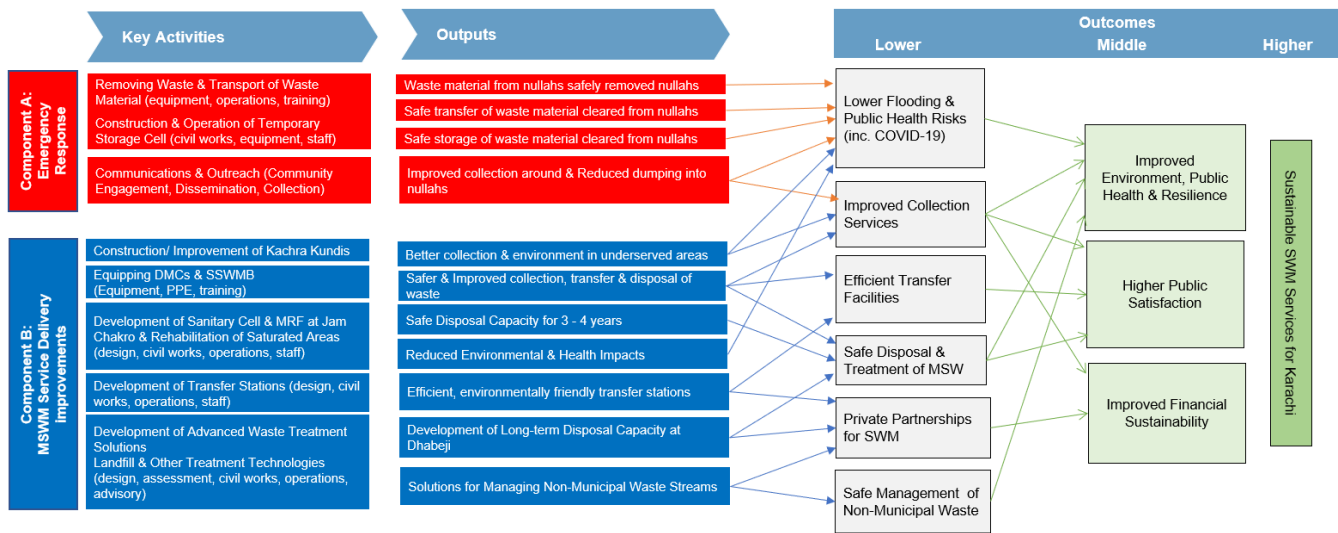 Key Activities
Outputs
Outcomes
Lower
Middle
Higher
Component A:
Emergency
Response
Removing Waste & Transport of Waste
Material (equipment, operations, training)
Construction & Operation of Temporary
Storage Cell (civil works, equipment, staff)
Communications & Outreach (Community
Engagement, Dissemination, Collection)
Waste material from nullahs safely removed nullahs
Safe transfer of waste material cleared from nullahs
Safe storage of waste material cleared from nullahs
Improved collection around & Reduced dumping into
nullahs
Component B:
MSWM Service Delivery
improvements
Construction/ Improvement of Kachra Kundis
Equipping DMCs & SSWMB
(Equipment, PPE, training)
Development of Sanitary Cell & MRF at Jam
Chakro & Rehabilitation of Saturated Areas
(design, civil works, operations, staff)
Development of Transfer Stations (design, civil
works, operations, staff)
Development of Advanced Waste Treatment
Solutions
Landfill & Other Treatment Technologies
(design, assessment, civil works, operations,
advisory)
Better collection & environment in underserved areas
Safer & Improved collection, transfer & disposal of
waste
Safe Disposal Capacity for 3 - 4 years
Reduced Environmental & Health Impacts
Efficient, environmentally friendly transfer stations
Development of Long-term Disposal Capacity at
Dhabeji
Solutions for Managing Non-Municipal Waste Streams
Lower Flooding &
Public Health Risks
(inc. COVID-19)
Improved Collection
Services
Efficient Transfer
Facilities
Safe Disposal &
Treatment of MSW
Private Partnerships
for SWM
Safe Management of
Non-Municipal Waste
Improved
Environment, Public
Health & Resilience
Higher Public
Satisfaction
Improved Financial
Sustainability
Sustainable SWM Services for Karachi